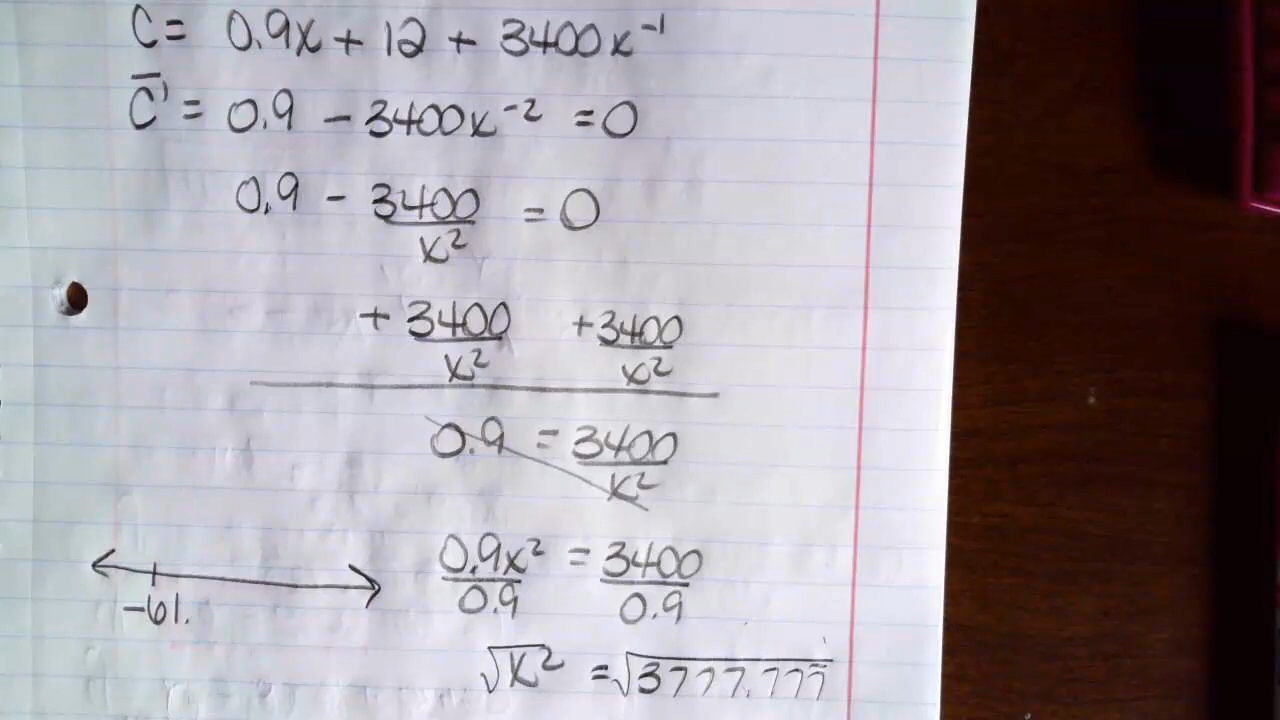 C = 0.9x + 12 + 3400x⁻¹
C̅' = 0.9 - 3400x⁻² = 0
0.9 - 3400/x² = 0
+ 3400/x² + 3400/x²
0.9 = 3400/x²
0.9x²/0.9 = 3400/0.9
-61.
√x² = √3777.777